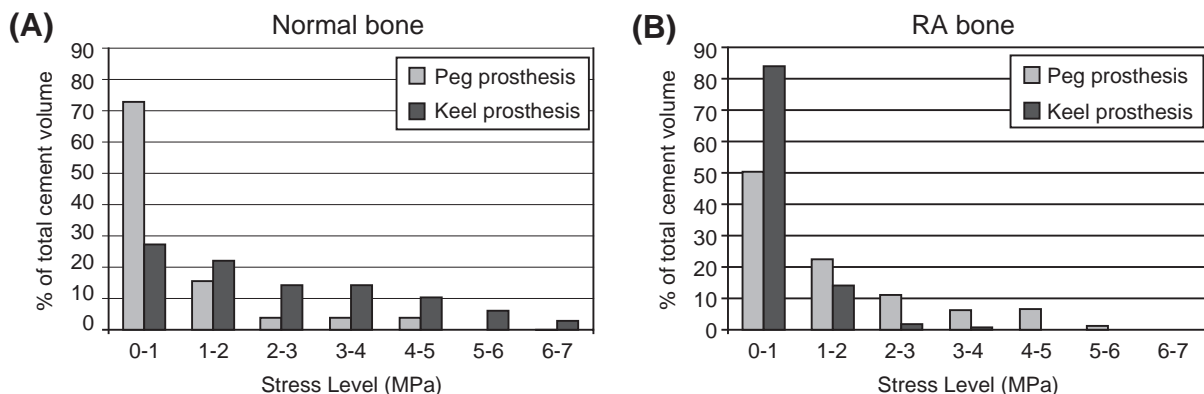 (A)
Normal bone
% of total cement volume
90
80
70
60
50
40
30
20
10
0
Peg prosthesis
Keel prosthesis
0-1 1-2 2-3 3-4 4-5 5-6 6-7
Stress Level (MPa)
(B)
RA bone
% of total cement volume
90
80
70
60
50
40
30
20
10
0
Peg prosthesis
Keel prosthesis
0-1 1-2 2-3 3-4 4-5 5-6 6-7
Stress Level (MPa)